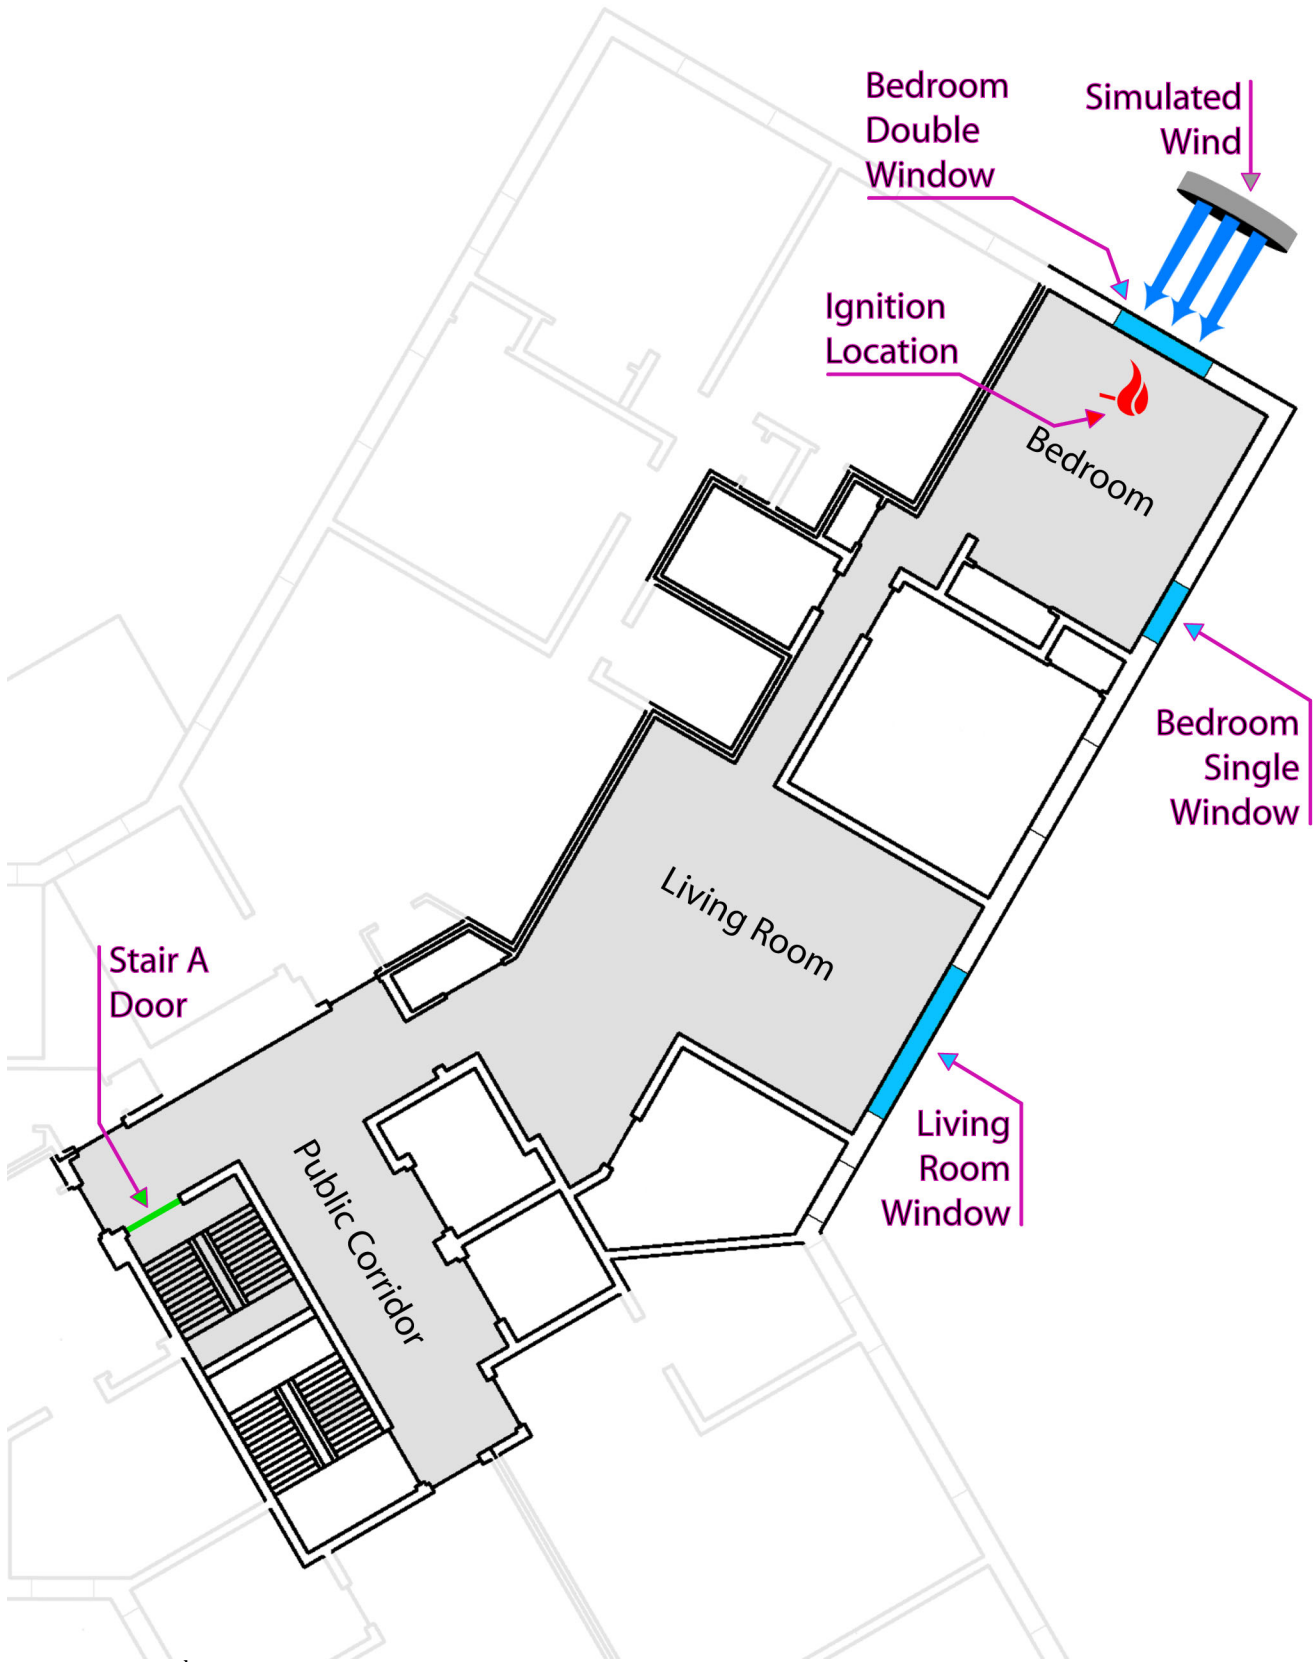 Bedroom
Double
Window
Simulated
Wind
Ignition
Location
Bedroom
Bedroom
Single
Window
Living Room
Stair A
Door
Living
Room
Window
Public Corridor